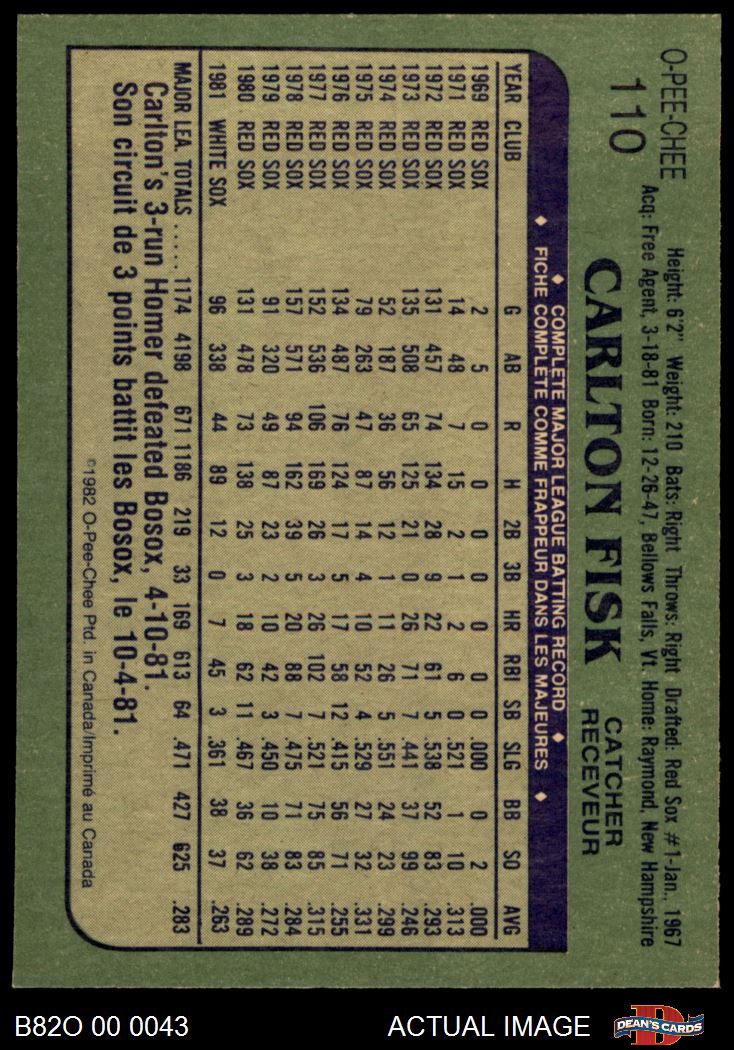 O-PEE-CHEE
110
Height: 6'2" Weight: 210 Bats: Right Throws: Right Drafted: Red Sox #1-Jan., 1967
Acq: Free Agent, 3-18-81 Born: 12-26-47, Bellows Falls, Vt. Home: Raymond, New Hampshire
CARLTON FISK
CATCHER
RECEVEUR
♦ COMPLETE MAJOR LEAGUE BATTING RECORD ♦
♦ FICHE COMPLETE COMME FRAPPEUR DANS LES MAJEURES ♦
YEAR CLUB G AB R H 2B 3B HR RBI SB SLG BB SO AVG
1969 RED SOX 2 5 0 0 0 0 0 0 0 .000 0 2 .000
1971 RED SOX 14 48 7 15 2 1 2 6 0 .521 1 10 .313
1972 RED SOX 131 457 74 134 28 9 22 61 5 .538 52 83 .293
1973 RED SOX 135 508 65 125 21 0 26 71 7 .441 37 99 .246
1974 RED SOX 52 187 36 56 12 1 11 26 5 .551 24 23 .299
1975 RED SOX 79 263 47 87 14 4 10 52 4 .529 27 32 .331
1976 RED SOX 134 487 76 124 17 5 17 58 12 .415 56 71 .255
1977 RED SOX 152 536 106 169 26 3 26 102 7 .521 75 85 .315
1978 RED SOX 157 571 94 162 39 5 20 88 7 .475 71 83 .284
1979 RED SOX 91 320 49 87 23 2 10 42 3 .450 10 38 .272
1980 RED SOX 131 478 73 138 25 3 18 62 11 .467 36 62 .289
1981 WHITE SOX 96 338 44 89 12 0 7 45 3 .361 38 37 .263
MAJOR LEA. TOTALS ..... 1174 4198 671 1186 219 33 169 613 64 .471 427 625 .283
Carlton's 3-run Homer defeated Bosox, 4-10-81.
Son circuit de 3 points battit les Bosox, le 10-4-81.
©1982 O-Pee-Chee Ptd. in Canada/Imprimé au Canada
B82O 00 0043 ACTUAL IMAGE DEAN'S CARDS